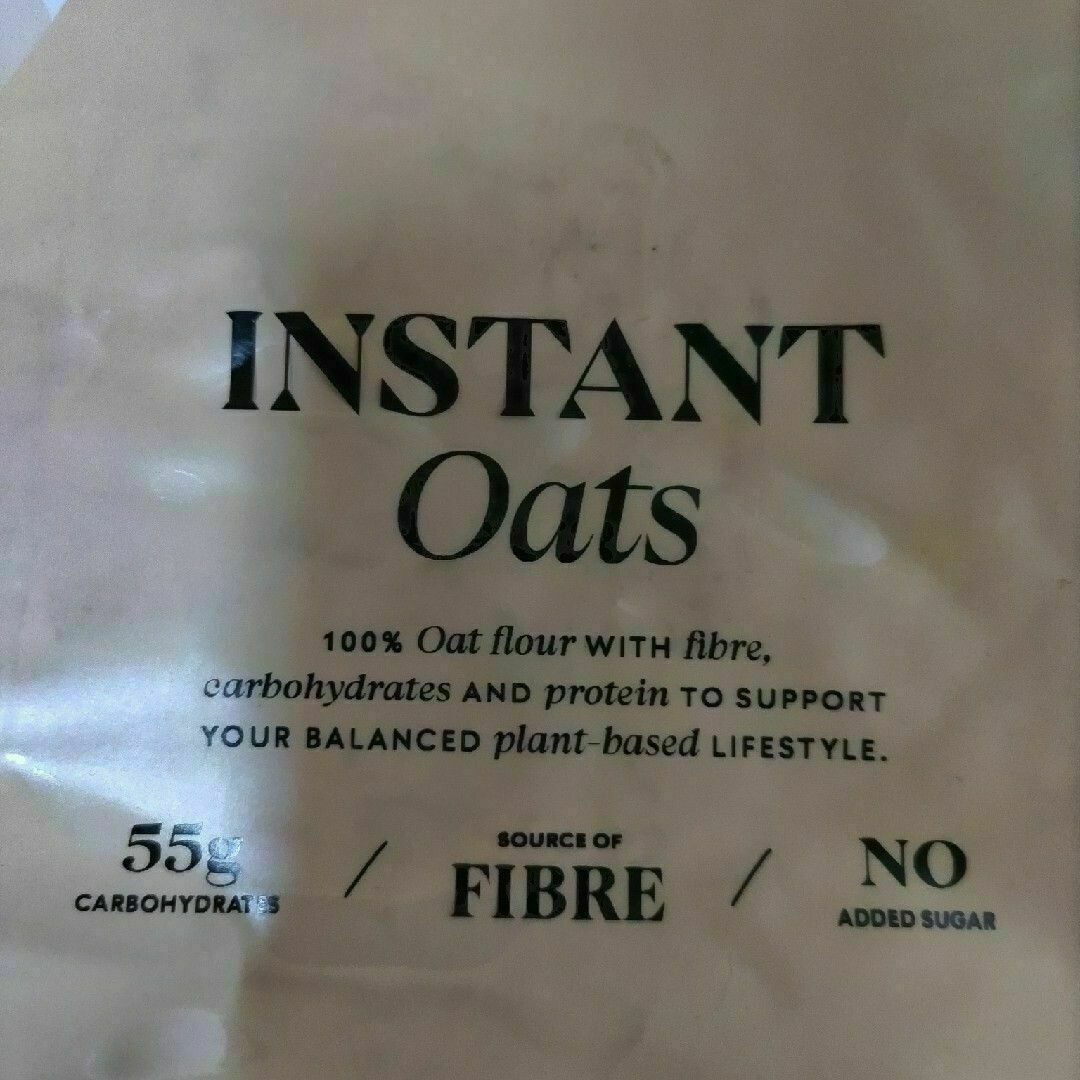 INSTANT
Oats
100% Oat flour WITH fibre,
carbohydrates AND protein TO SUPPORT
YOUR BALANCED plant-based LIFESTYLE.
55g
CARBOHYDRATES
/
SOURCE OF
FIBRE
/
NO
ADDED SUGAR